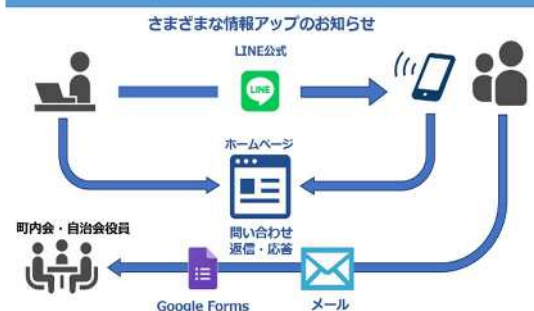 さまざまな情報アップのお知らせ
LINE公式
LINE
ホームページ
町内会・自治会役員
問い合わせ
返信・応答
Google Forms
メール